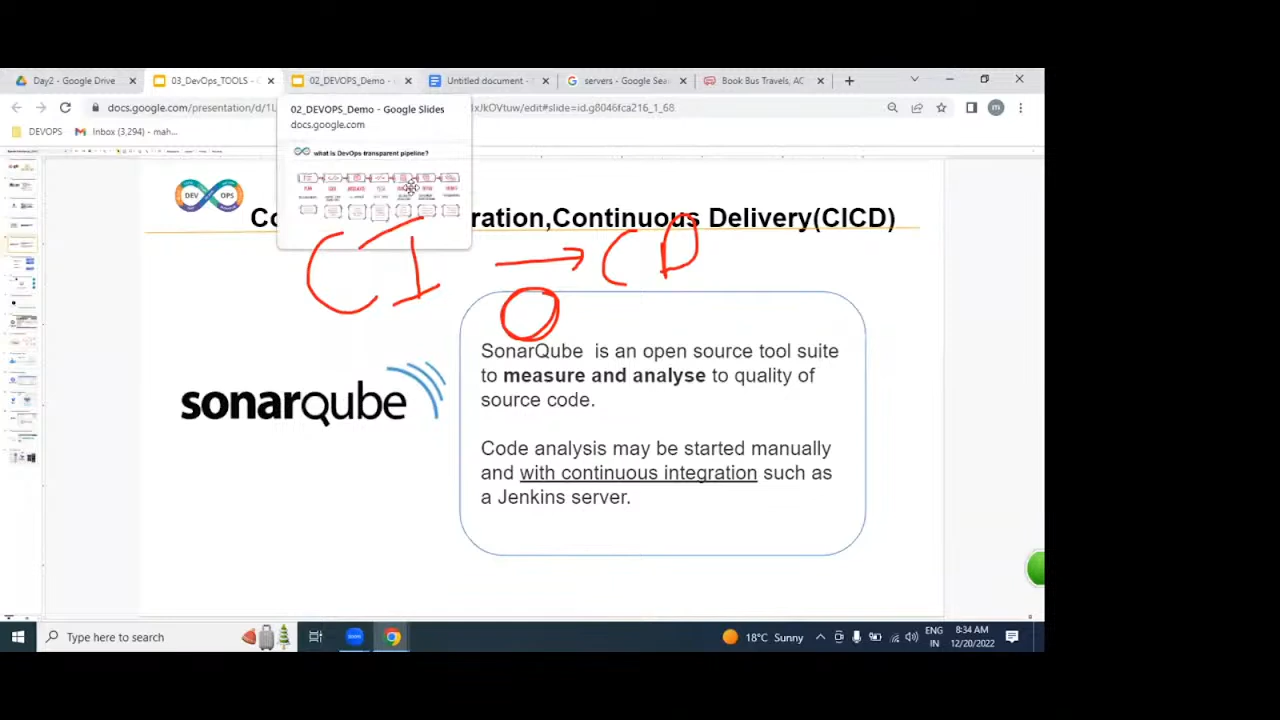 Day2 - Google Drive
03_DevOps_TOOLS - G
02_DEVOPS_Demo -
Untitled document -
servers - Google Sea
Book Bus Travels, AC
docs.google.com/presentation/d/1L
x/kOVtuw/edit#slide=id.g8046fca216_1_68
m
DEVOPS
Inbox (3,294) - mah...
02_DEVOPS_Demo - Google Slides
docs.google.com
what is DevOps transparent pipeline?
DEV
OPS
Co
ration,Continuous Delivery(CICD)
CI → CD
sonarqube
SonarQube is an open source tool suite
to measure and analyse to quality of
source code.
Code analysis may be started manually
and with continuous integration such as
a Jenkins server.
Type here to search
zoom
18°C Sunny
ENG
IN
8:34 AM
12/20/2022